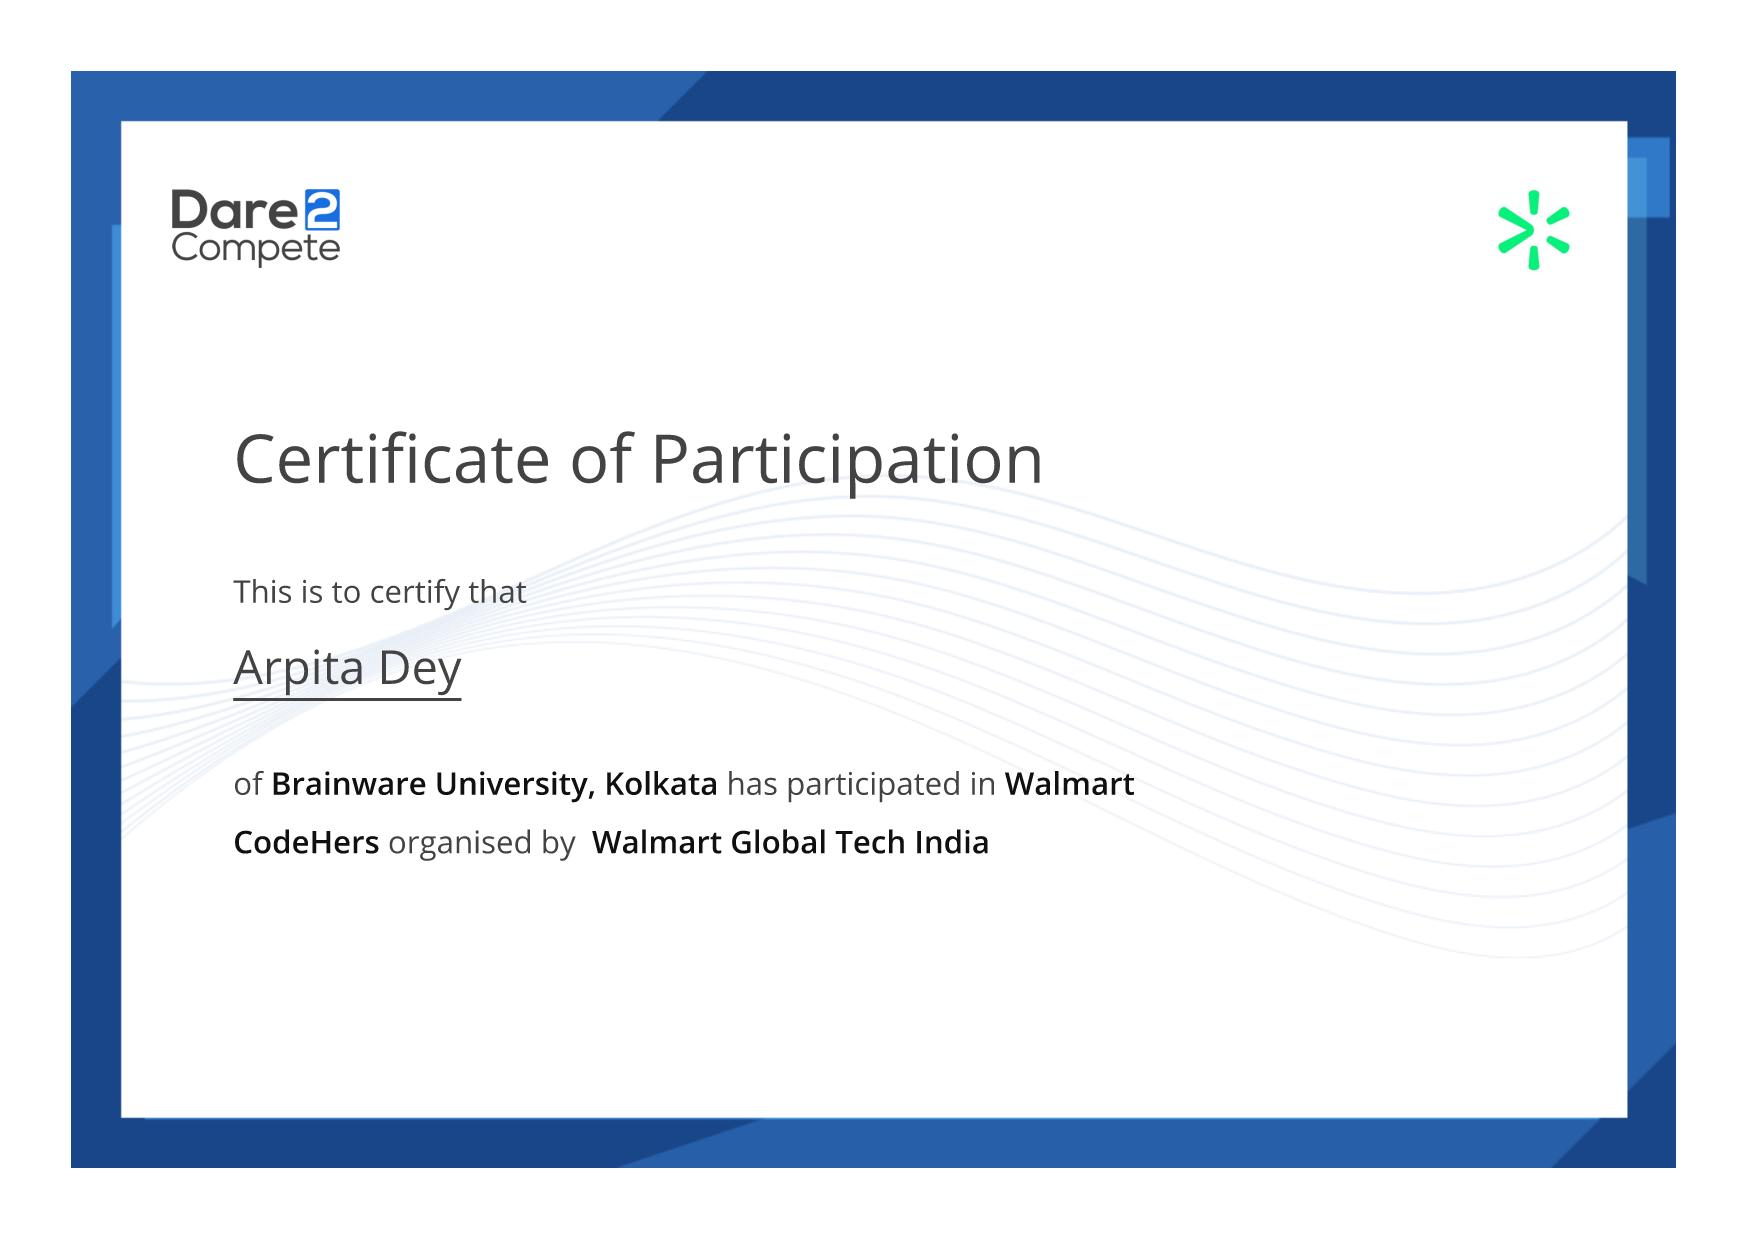 Dare2
Compete
Certificate of Participation
This is to certify that
Arpita Dey
of Brainware University, Kolkata has participated in Walmart
CodeHers organised by  Walmart Global Tech India